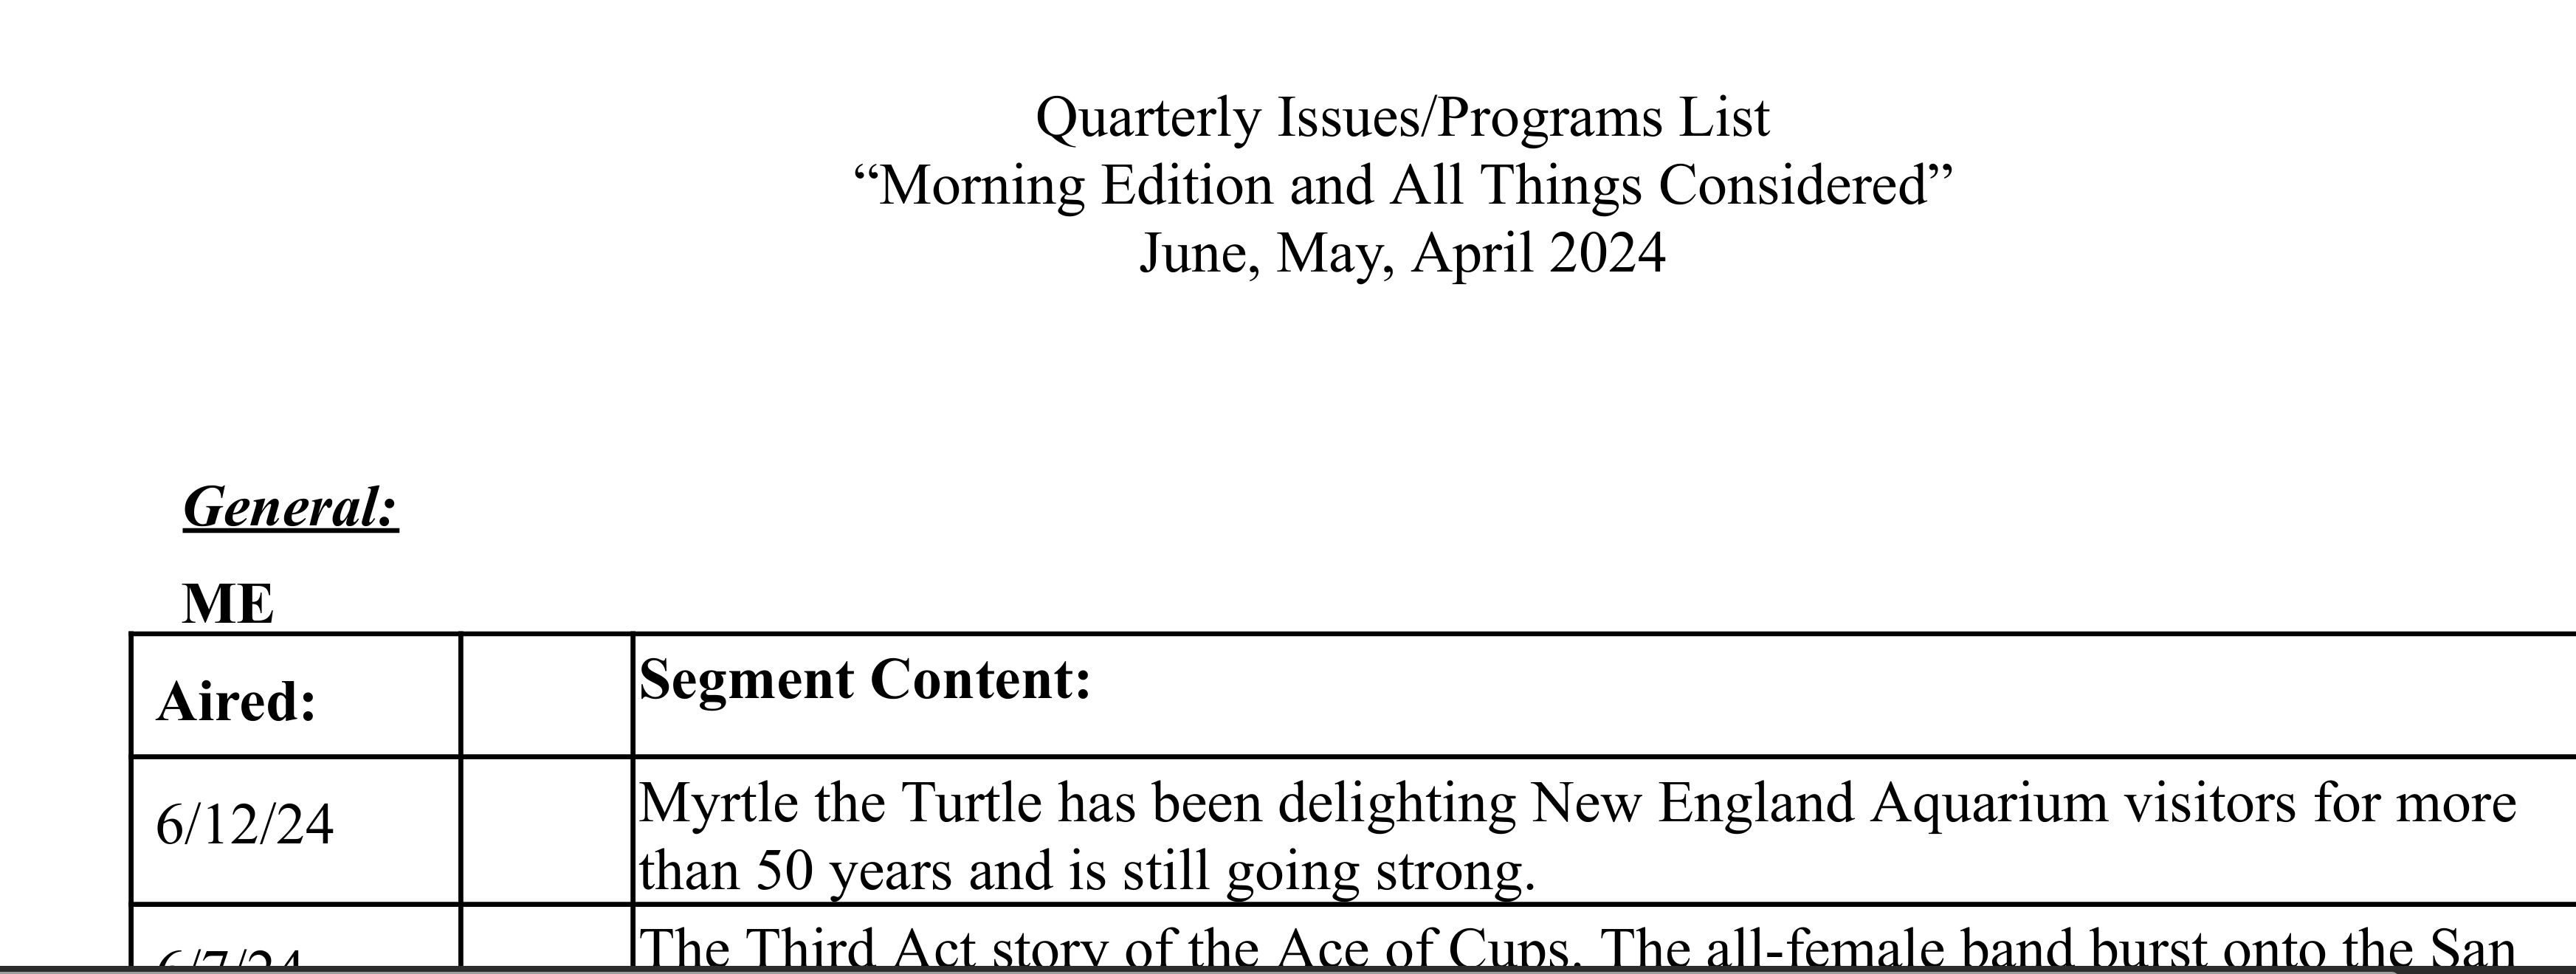 Quarterly Issues/Programs List
“Morning Edition and All Things Considered”
June, May, April 2024
General:
ME
Aired:
Segment Content:
6/12/24
Myrtle the Turtle has been delighting New England Aquarium visitors for more
than 50 years and is still going strong.
6/7/24
The Third Act story of the Ace of Cups. The all-female band burst onto the San